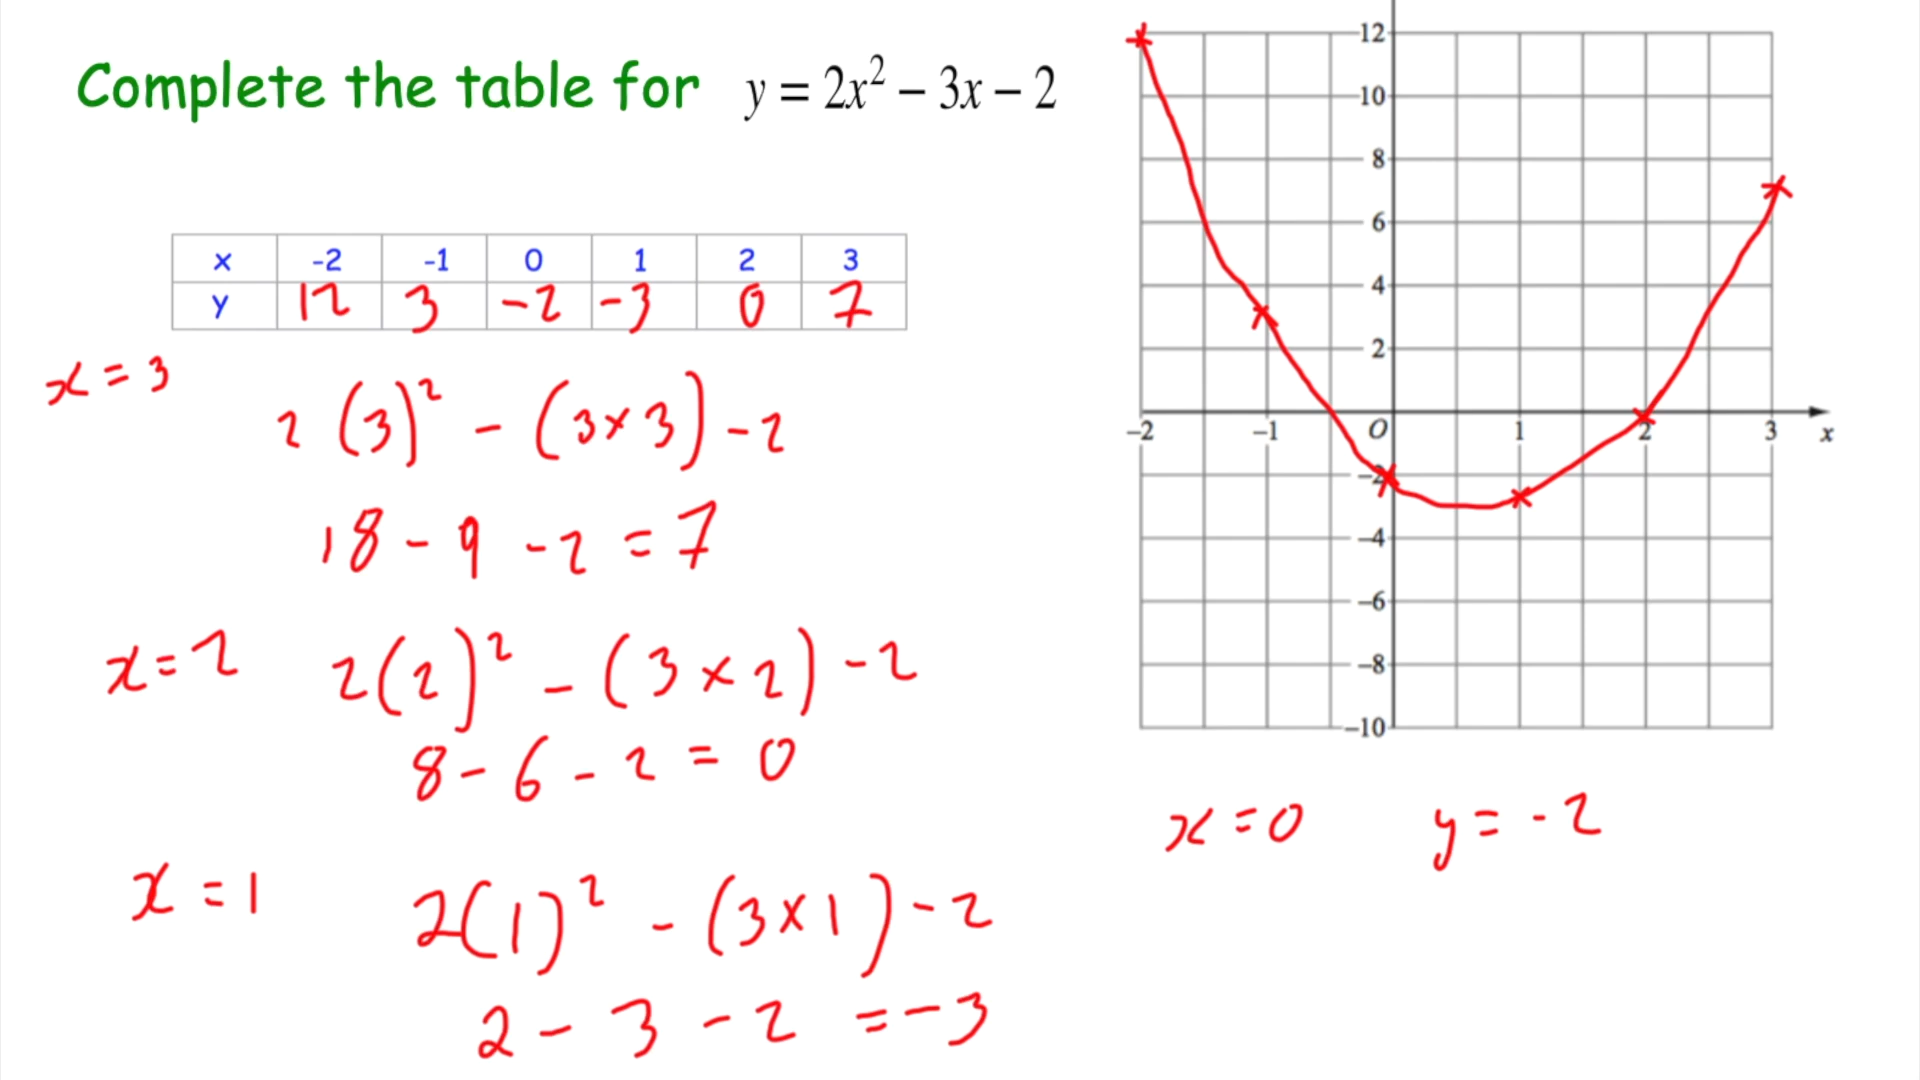 Complete the table for y = 2x² – 3x – 2
x -2 -1 0 1 2 3
y 12 3 -2 -3 0 7
x = 3
2 (3)² - (3×3) - 2
18 - 9 - 2 = 7
x = 2 2(2)² - (3 × 2) - 2
8 - 6 - 2 = 0
x = 1 2(1)² - (3×1) - 2
2 - 3 - 2 = -3
12
10
8
6
4
2
–2 –1 O 1 2 3 x
–2
–4
–6
–8
–10
x = 0 y = -2